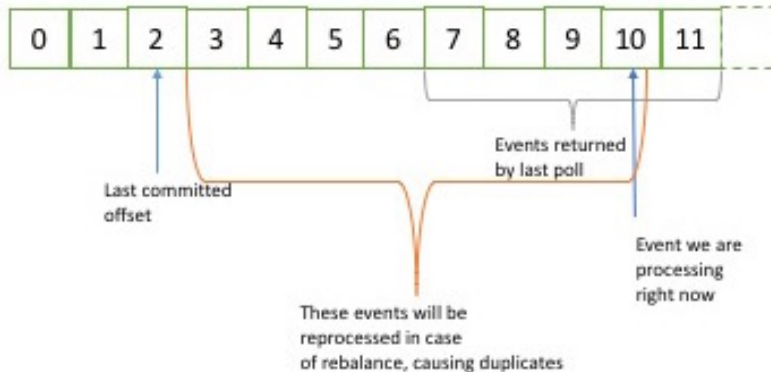 0 1 2 3 4 5 6 7 8 9 10 11
Events returned
by last poll
Last committed
offset
Event we are
processing
right now
These events will be
reprocessed in case
of rebalance, causing duplicates